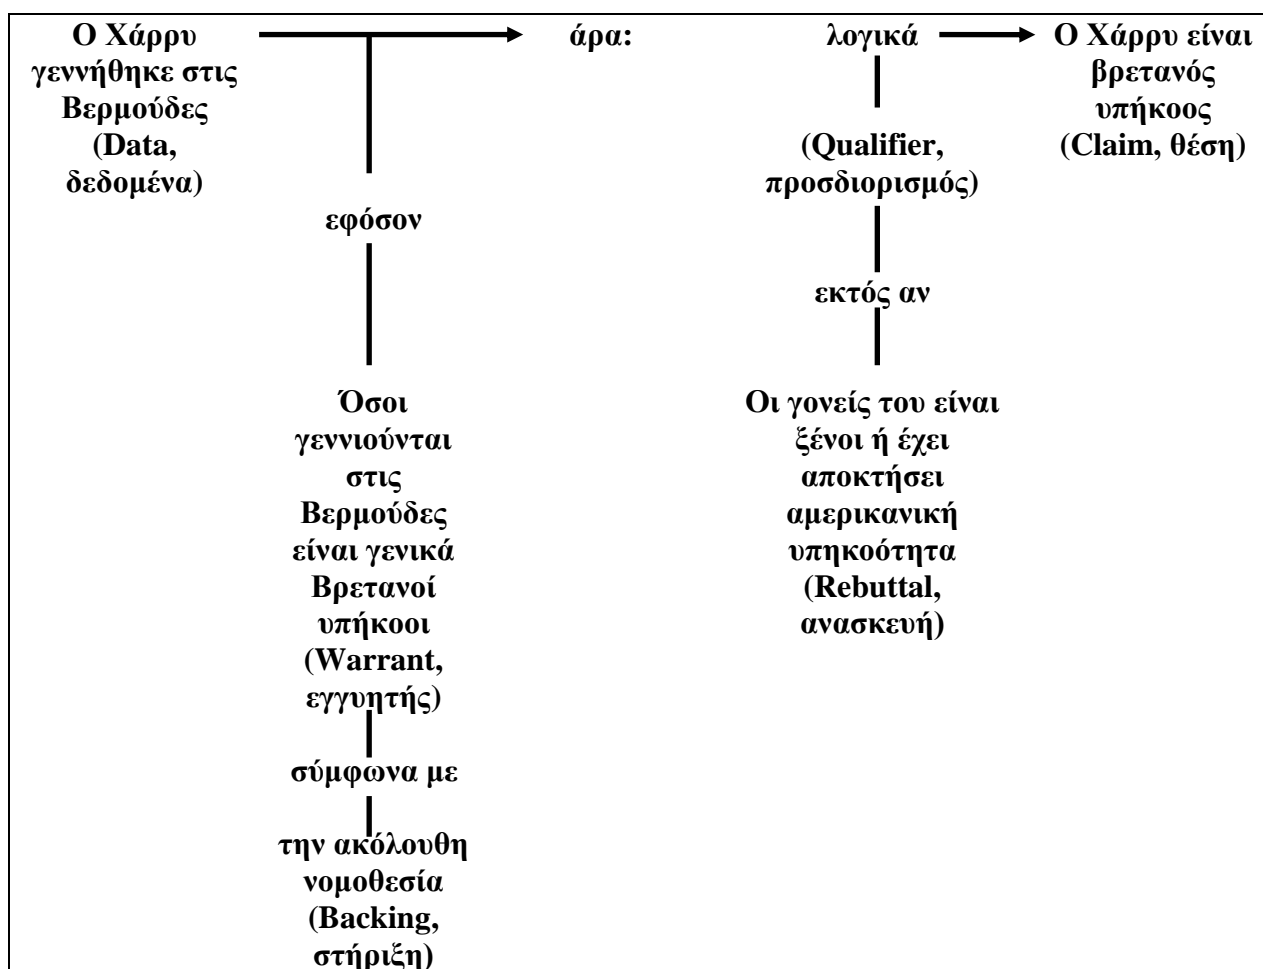 Ο Χάρρυ
γεννήθηκε στις
Βερμούδες
(Data,
δεδομένα)
άρα:
λογικά
(Qualifier,
προσδιορισμός)
Ο Χάρρυ είναι
βρετανός
υπήκοος
(Claim, θέση)
εφόσον
εκτός αν
Όσοι
γεννιούνται
στις
Βερμούδες
είναι γενικά
Βρετανοί
υπήκοοι
(Warrant,
εγγυητής)
Οι γονείς του είναι
ξένοι ή έχει
αποκτήσει
αμερικανική
υπηκοότητα
(Rebuttal,
ανασκευή)
σύμφωνα με
την ακόλουθη
νομοθεσία
(Backing,
στήριξη)